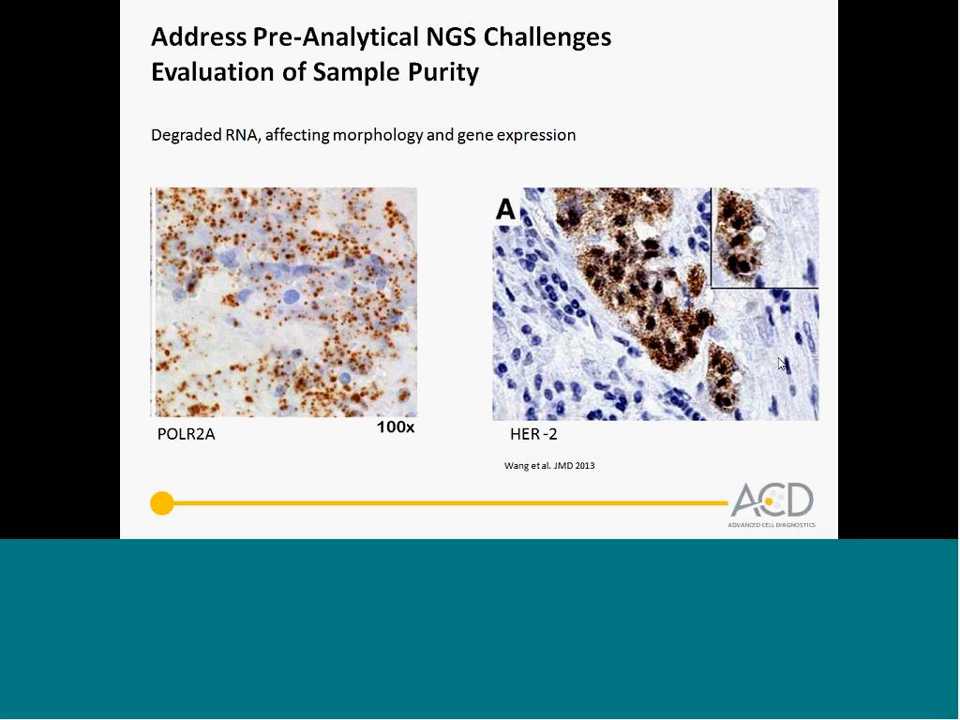 Address Pre-Analytical NGS Challenges
Evaluation of Sample Purity
Degraded RNA, affecting morphology and gene expression
A
POLR2A
100x
HER -2
Wang et al. JMD 2013
ACD
ADVANCED CELL DIAGNOSTICS